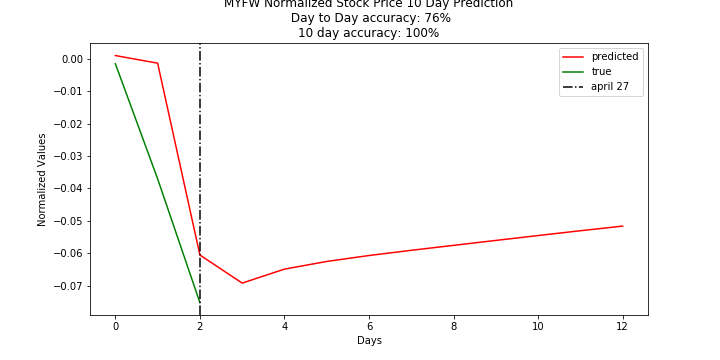 MYFW Normalized Stock Price 10 Day Prediction
Day to Day accuracy: 76%
10 day accuracy: 100%
predicted
true
april 27
0.00
−0.01
−0.02
−0.03
−0.04
−0.05
−0.06
−0.07
Normalized Values
0 2 4 6 8 10 12
Days